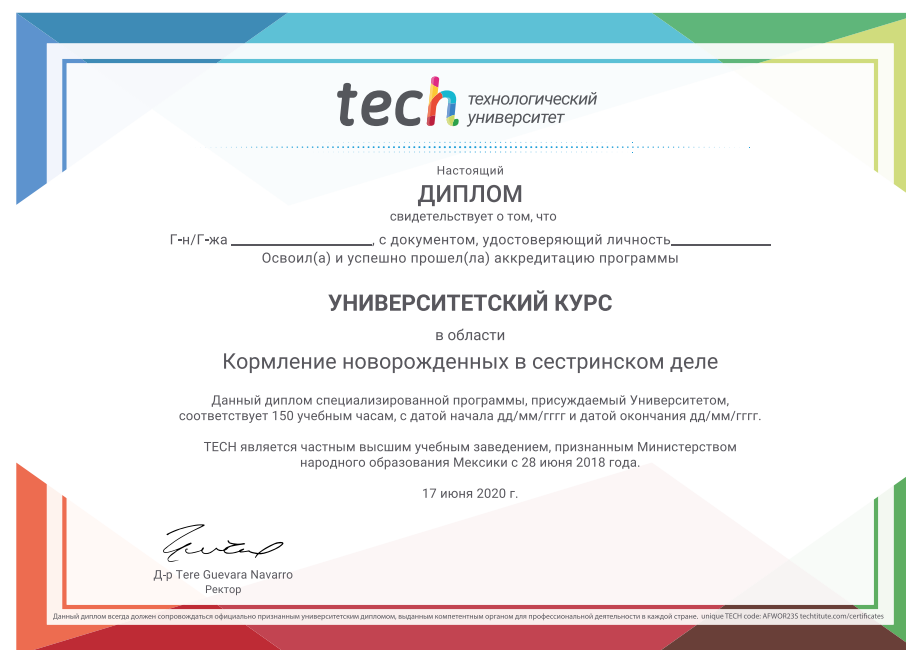 tech технологический
университет
Настоящий
ДИПЛОМ
свидетельствует о том, что
Г-н/Г-жа ____________________, с документом, удостоверяющий личность______________
Освоил(а) и успешно прошел(ла) аккредитацию программы
УНИВЕРСИТЕТСКИЙ КУРС
в области
Кормление новорожденных в сестринском деле
Данный диплом специализированной программы, присуждаемый Университетом,
соответствует 150 учебным часам, с датой начала дд/мм/гггг и датой окончания дд/мм/гггг.
TECH является частным высшим учебным заведением, признанным Министерством
народного образования Мексики с 28 июня 2018 года.
17 июня 2020 г.
Д-р Tere Guevara Navarro
Ректор
Данный диплом всегда должен сопровождаться официально признанным университетским дипломом, выданным компетентным органом для профессиональной деятельности в каждой стране. unique TECH code: AFWOR23S techtitute.com/certificates